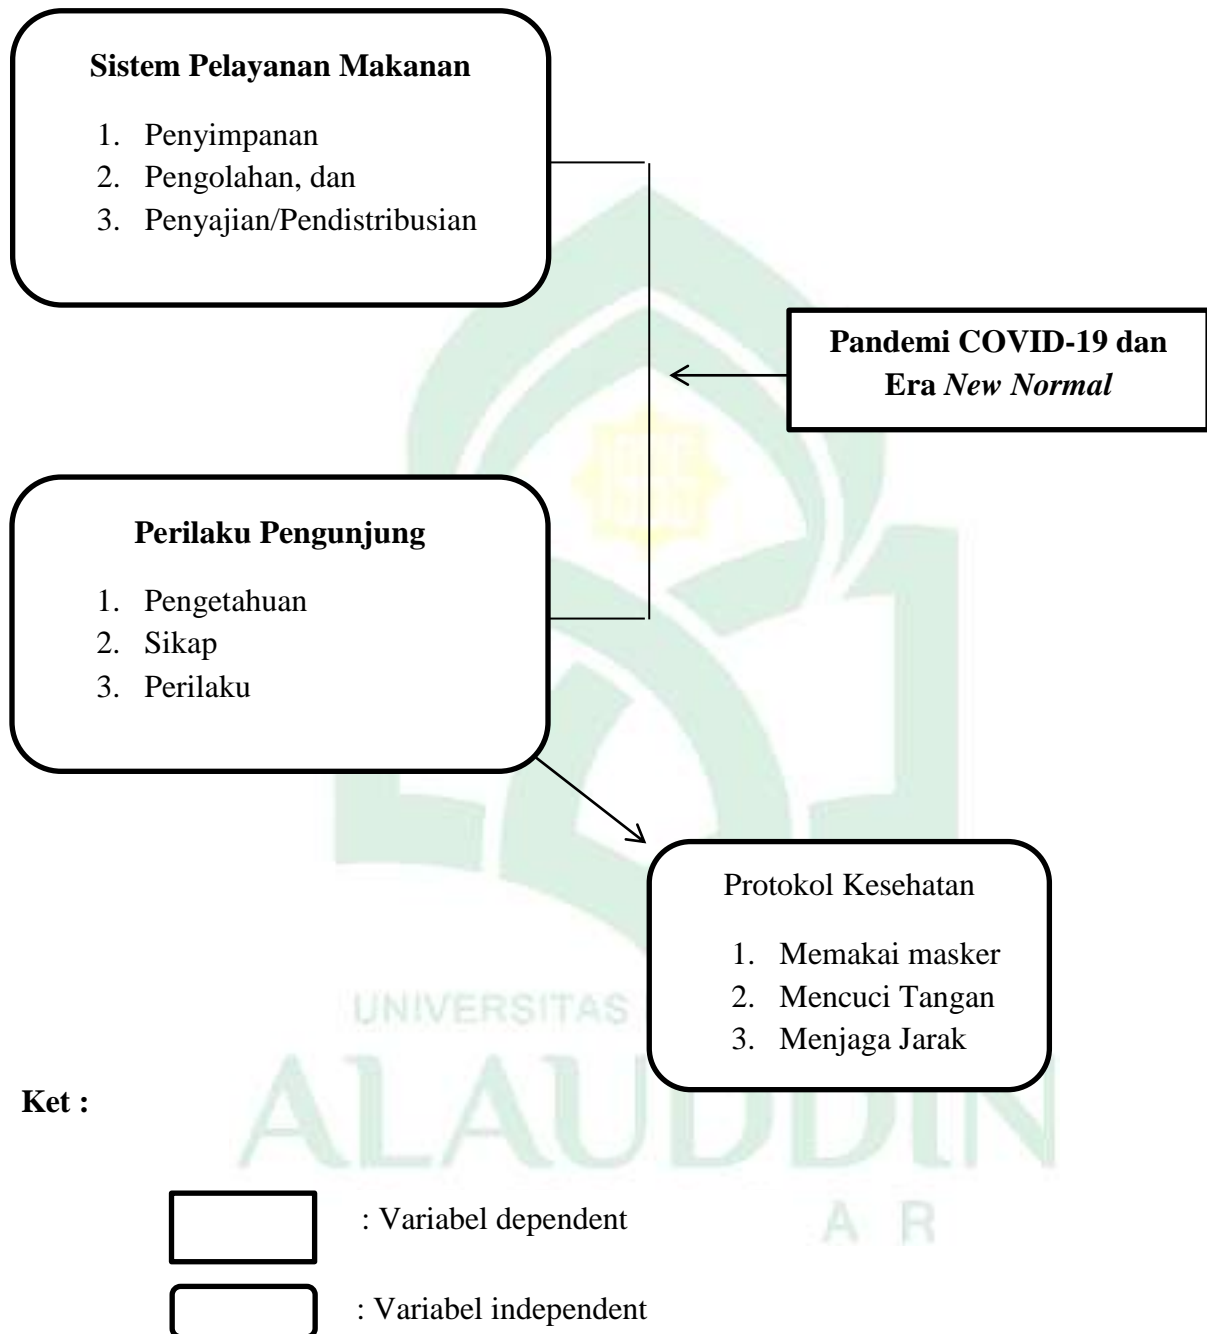 Sistem Pelayanan Makanan
1. Penyimpanan
2. Pengolahan, dan
3. Penyajian/Pendistribusian
Pandemi COVID-19 dan
Era New Normal
Perilaku Pengunjung
1. Pengetahuan
2. Sikap
3. Perilaku
Protokol Kesehatan
1. Memakai masker
2. Mencuci Tangan
3. Menjaga Jarak
UNIVERSITAS
ALAUDDIN
A R
Ket :
: Variabel dependent
: Variabel independent